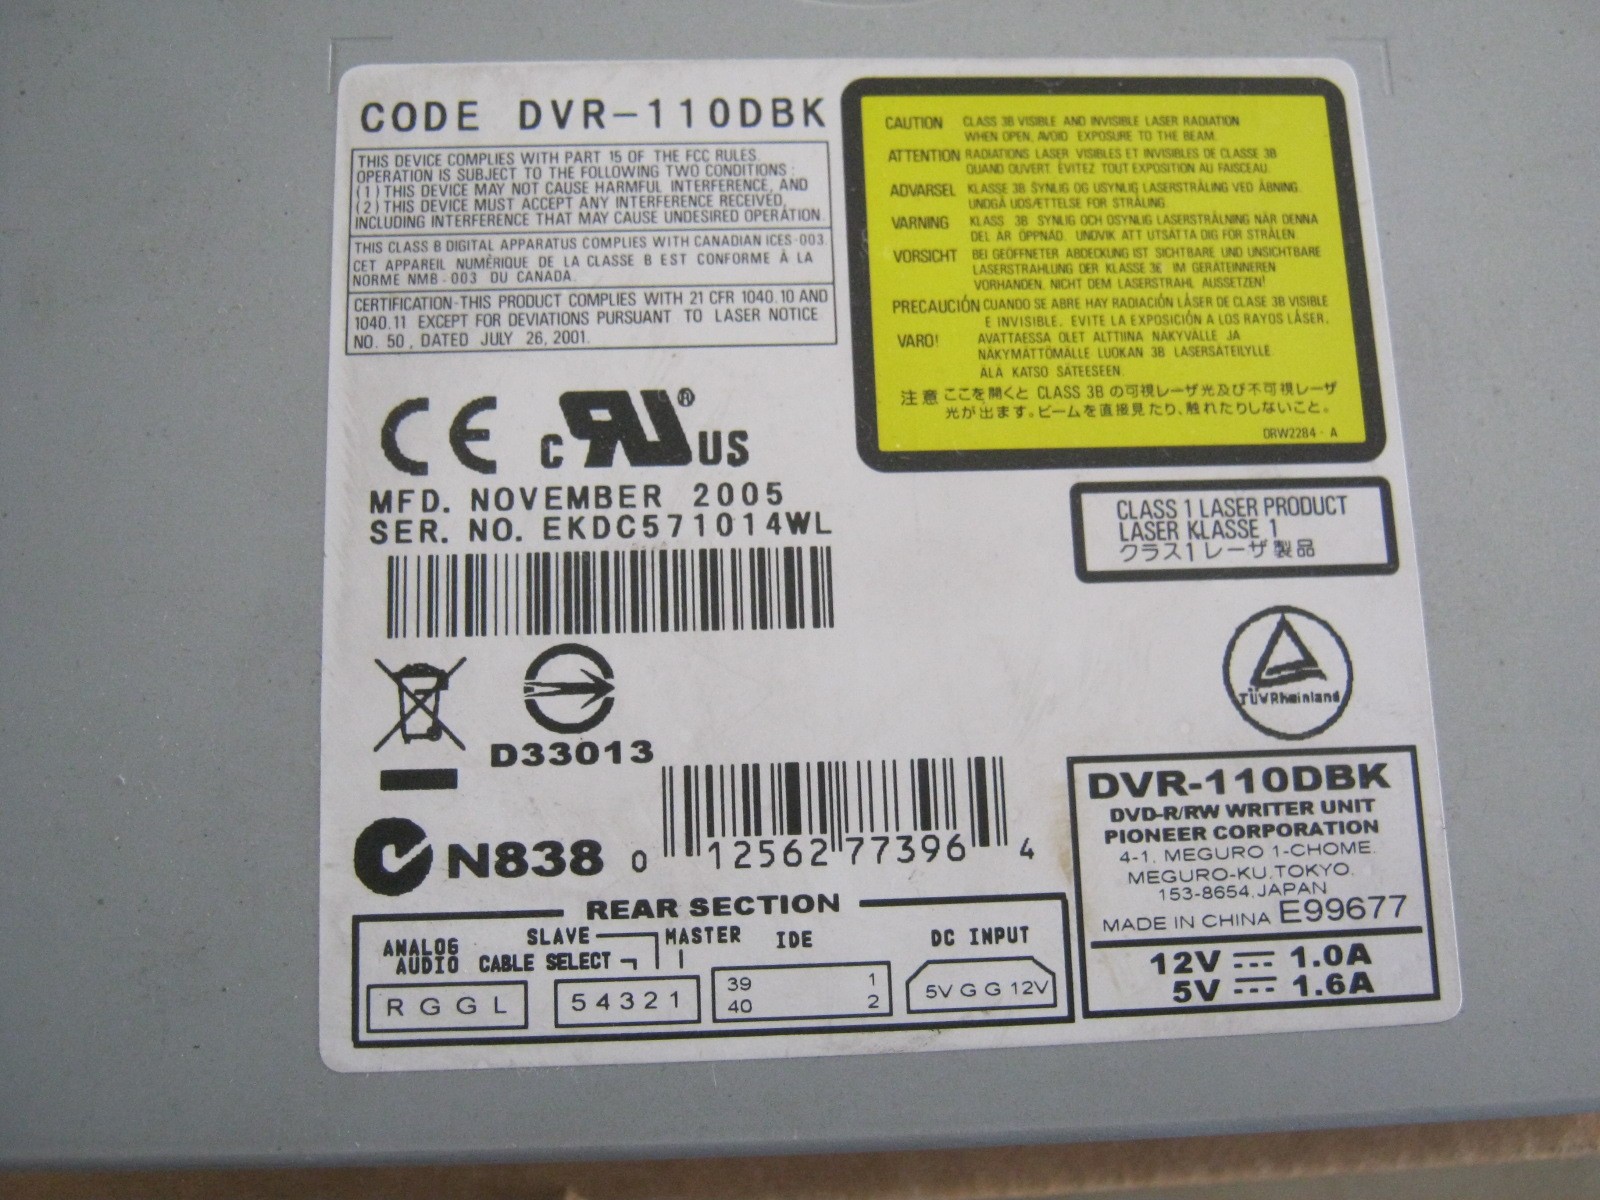 CODE DVR-110DBK
THIS DEVICE COMPLIES WITH PART 15 OF THE FCC RULES.
OPERATION IS SUBJECT TO THE FOLLOWING TWO CONDITIONS :
(1) THIS DEVICE MAY NOT CAUSE HARMFUL INTERFERENCE, AND
(2) THIS DEVICE MUST ACCEPT ANY INTERFERENCE RECEIVED,
INCLUDING INTERFERENCE THAT MAY CAUSE UNDESIRED OPERATION.
THIS CLASS B DIGITAL APPARATUS COMPLIES WITH CANADIAN ICES-003.
CET APPAREIL NUMÉRIQUE DE LA CLASSE B EST CONFORME À LA
NORME NMB-003 DU CANADA.
CERTIFICATION-THIS PRODUCT COMPLIES WITH 21 CFR 1040.10 AND
1040.11 EXCEPT FOR DEVIATIONS PURSUANT TO LASER NOTICE
NO. 50, DATED JULY 26, 2001.
CAUTION CLASS 3B VISIBLE AND INVISIBLE LASER RADIATION
WHEN OPEN, AVOID EXPOSURE TO THE BEAM.
ATTENTION RADIATIONS LASER VISIBLES ET INVISIBLES DE CLASSE 3B
QUAND OUVERT. ÉVITEZ TOUT EXPOSITION AU FAISCEAU.
ADVARSEL KLASSE 3B SYNLIG OG USYNLIG LASERSTRÅLING VED ÅBNING.
UNDGÅ UDSÆTTELSE FOR STRÅLING.
VARNING KLASS 3B SYNLIG OCH OSYNLIG LASERSTRÅLNING NÄR DENNA
DEL ÄR ÖPPNAD. UNDVIK ATT UTSÄTTA DIG FÖR STRÅLEN.
VORSICHT BEI GEÖFFNETER ABDECKUNG IST SICHTBARE UND UNSICHTBARE
LASERSTRAHLUNG DER KLASSE 3B IM GERÄTEINNEREN
VORHANDEN. NICHT DEM LASERSTRAHL AUSSETZEN!
PRECAUCIÓN CUANDO SE ABRE HAY RADIACIÓN LÁSER DE CLASE 3B VISIBLE
E INVISIBLE. EVITE LA EXPOSICIÓN A LOS RAYOS LÁSER.
VARO! AVATTAESSA OLET ALTTIINA NÄKYVÄLLE JA
NÄKYMÄTTÖMÄLLE LUOKAN 3B LASERSÄTEILYLLE.
ÄLÄ KATSO SÄTEESEEN.
注意 ここを開くと CLASS 3B の可視レーザ光及び不可視レーザ
光が出ます。ビームを直接見たり、触れたりしないこと。
DRW2284 - A
CE C RU ® US
MFD. NOVEMBER 2005
SER. NO. EKDC571014WL
CLASS 1 LASER PRODUCT
LASER KLASSE 1
クラス1 レーザ製品
TÜVRheinland
D33013
N838
0 12562 77396 4
DVR-110DBK
DVD-R/RW WRITER UNIT
PIONEER CORPORATION
4-1, MEGURO 1-CHOME,
MEGURO-KU,TOKYO,
153-8654,JAPAN
MADE IN CHINA E99677
12V 1.0A
5V 1.6A
REAR SECTION
ANALOG
AUDIO
SLAVE MASTER
CABLE SELECT
IDE
DC INPUT
R G G L
5 4 3 2 1
39 1
40 2
5V G G 12V